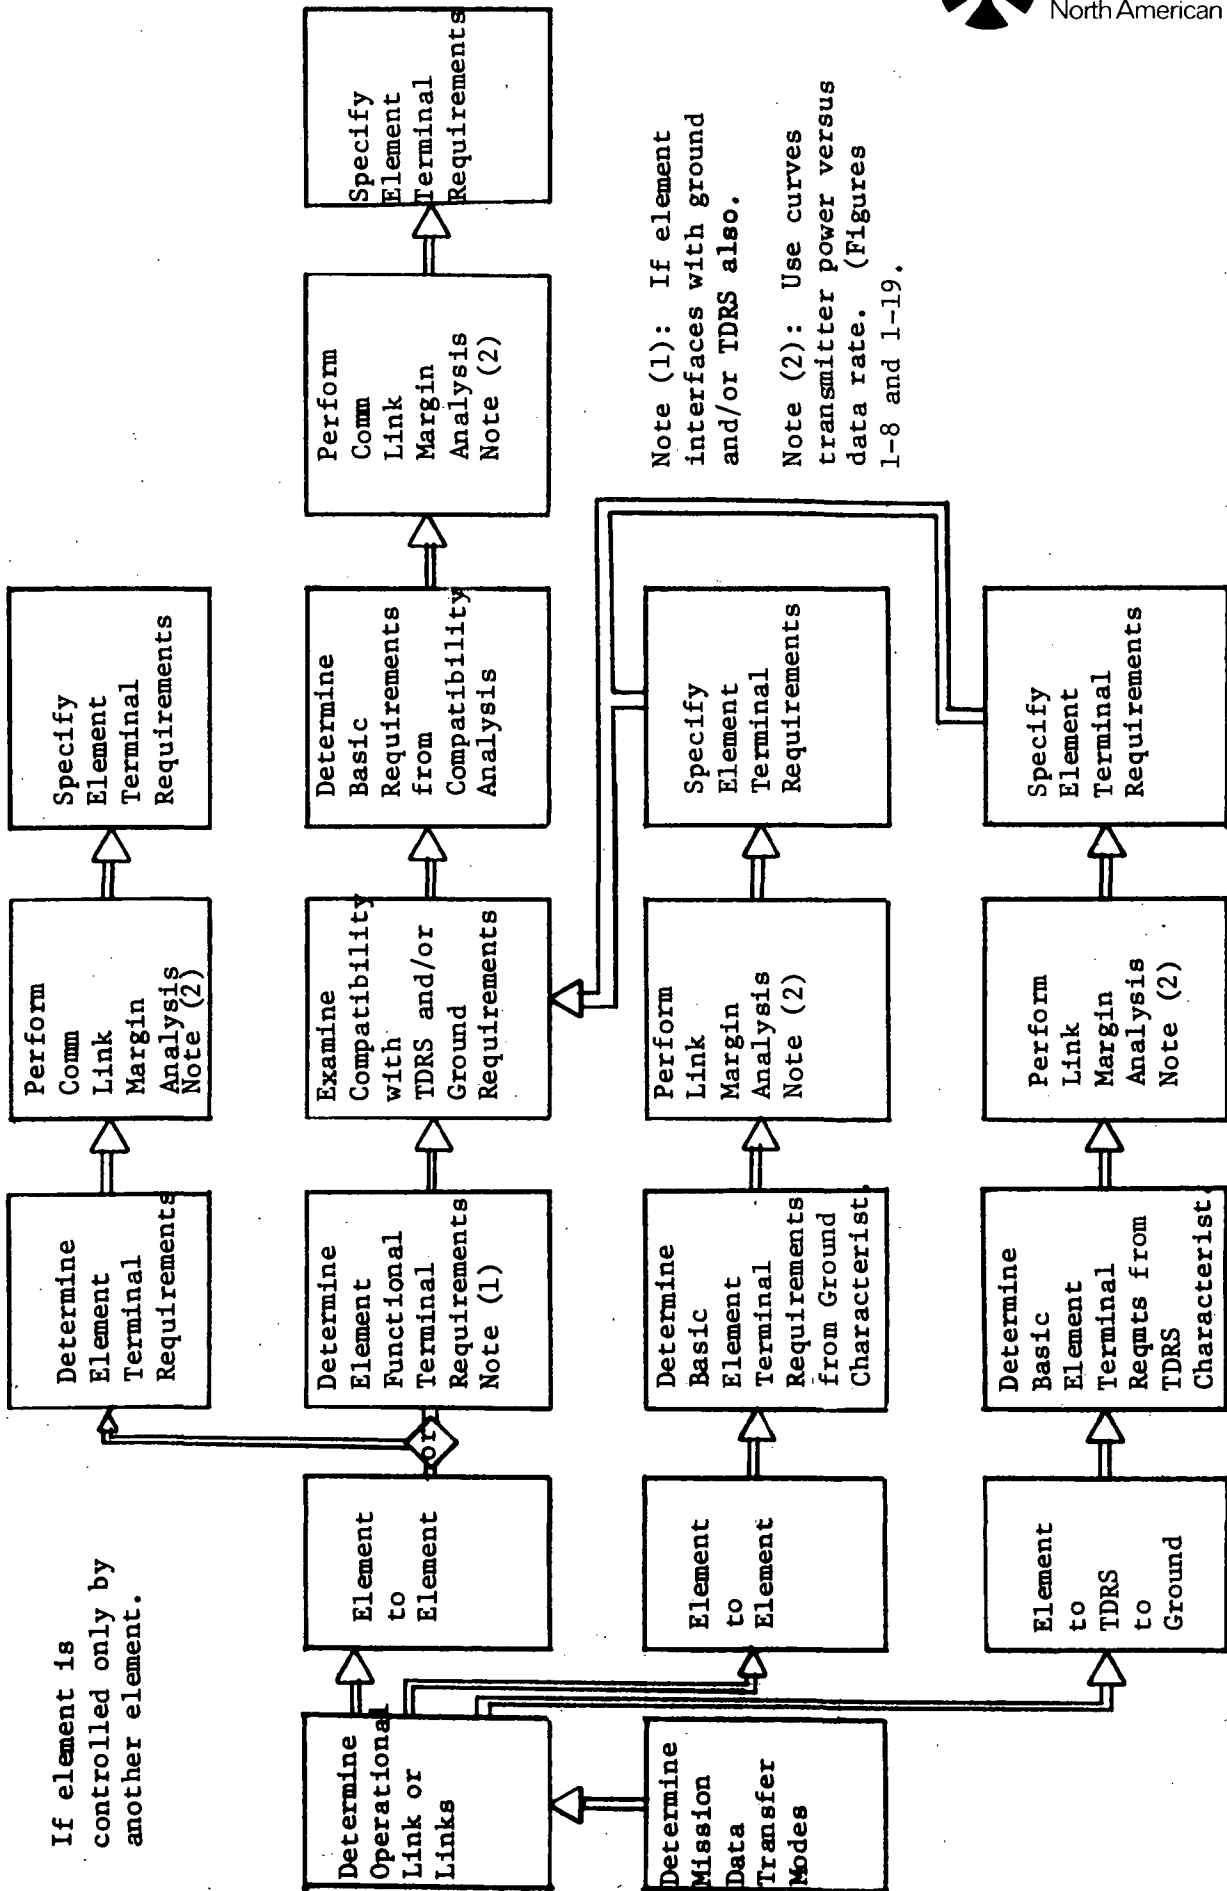 North American
If element is
controlled only by
another element.
Determine
Element
Terminal
Requirements
Perform
Comm
Link
Margin
Analysis
Note (2)
Specify
Element
Terminal
Requirements
Determine
Operational
Link or
Links
Element
to
Element
or
Determine
Element
Functional
Terminal
Requirements
Note (1)
Examine
Compatibility
with
TDRS and/or
Ground
Requirements
Determine
Basic
Requirements
from
Compatibility
Analysis
Perform
Comm
Link
Margin
Analysis
Note (2)
Specify
Element
Terminal
Requirements
Determine
Mission
Data
Transfer
Modes
Element
to
Element
Determine
Basic
Element
Terminal
Requirements
from Ground
Characterist.
Perform
Link
Margin
Analysis
Note (2)
Specify
Element
Terminal
Requirements
Note (1): If element
interfaces with ground
and/or TDRS also.
Note (2): Use curves
transmitter power versus
data rate. (Figures
1-8 and 1-19.
Element
to
TDRS
to
Ground
Determine
Basic
Element
Terminal
Reqmts from
TDRS
Characterist.
Perform
Link
Margin
Analysis
Note (2)
Specify
Element
Terminal
Requirements